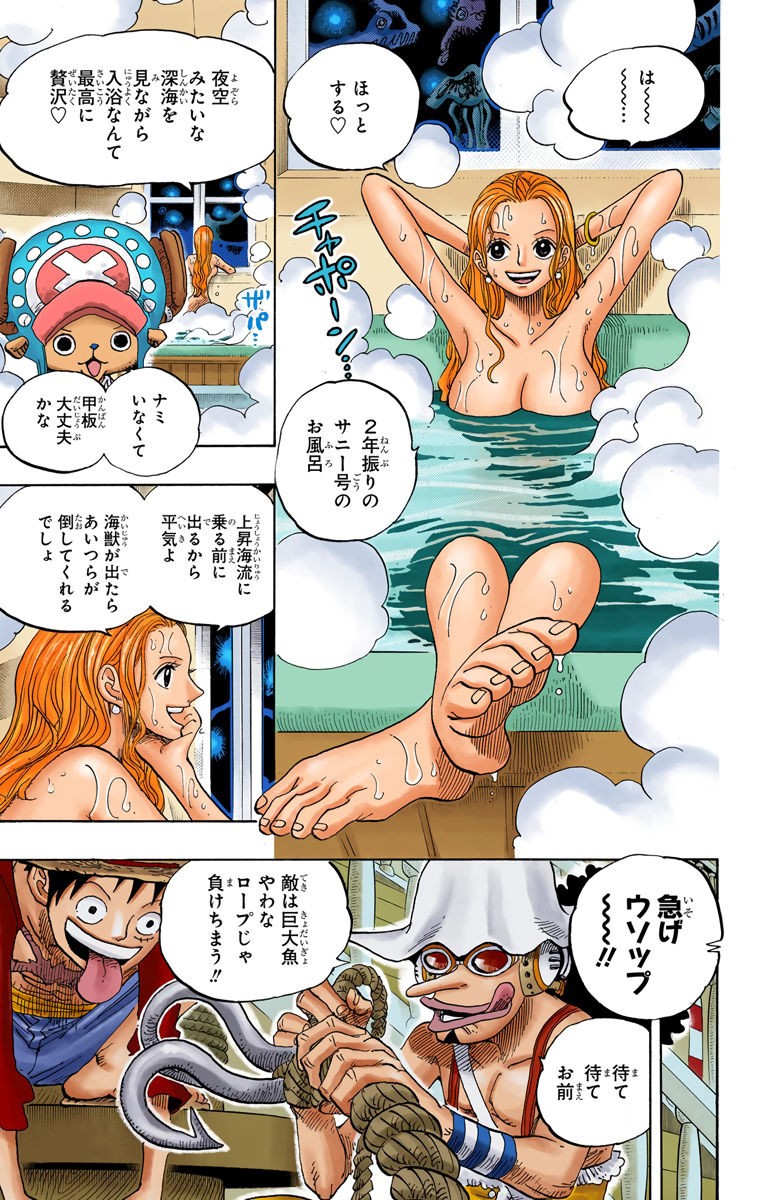 は〜〜
〜〜〜…
ほっと
する♡
チャポーン…
2年振りの
サニー号の
お風呂
夜空
みたいな
深海を
見ながら
入浴なんて
最高に
贅沢♡
ザバ…
ナミ
いなくて
甲板
大丈夫
かな
上昇海流に
乗る前に
出るから
平気よ
海獣が出たら
あいつらが
倒してくれる
でしょ
急げ
ウソップ
〜〜!!
待て
待て
お前
敵は巨大魚
やわな
ロープじゃ
負けちまう!!